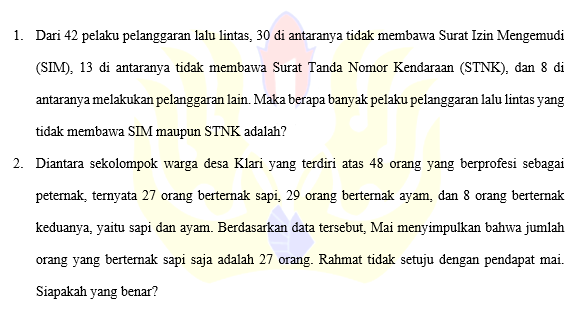 1. Dari 42 pelaku pelanggaran lalu lintas, 30 di antaranya tidak membawa Surat Izin Mengemudi
(SIM), 13 di antaranya tidak membawa Surat Tanda Nomor Kendaraan (STNK), dan 8 di
antaranya melakukan pelanggaran lain. Maka berapa banyak pelaku pelanggaran lalu lintas yang
tidak membawa SIM maupun STNK adalah?
2. Diantara sekolompok warga desa Klari yang terdiri atas 48 orang yang berprofesi sebagai
peternak, ternyata 27 orang berternak sapi, 29 orang berternak ayam, dan 8 orang berternak
keduanya, yaitu sapi dan ayam. Berdasarkan data tersebut, Mai menyimpulkan bahwa jumlah
orang yang berternak sapi saja adalah 27 orang. Rahmat tidak setuju dengan pendapat mai.
Siapakah yang benar?